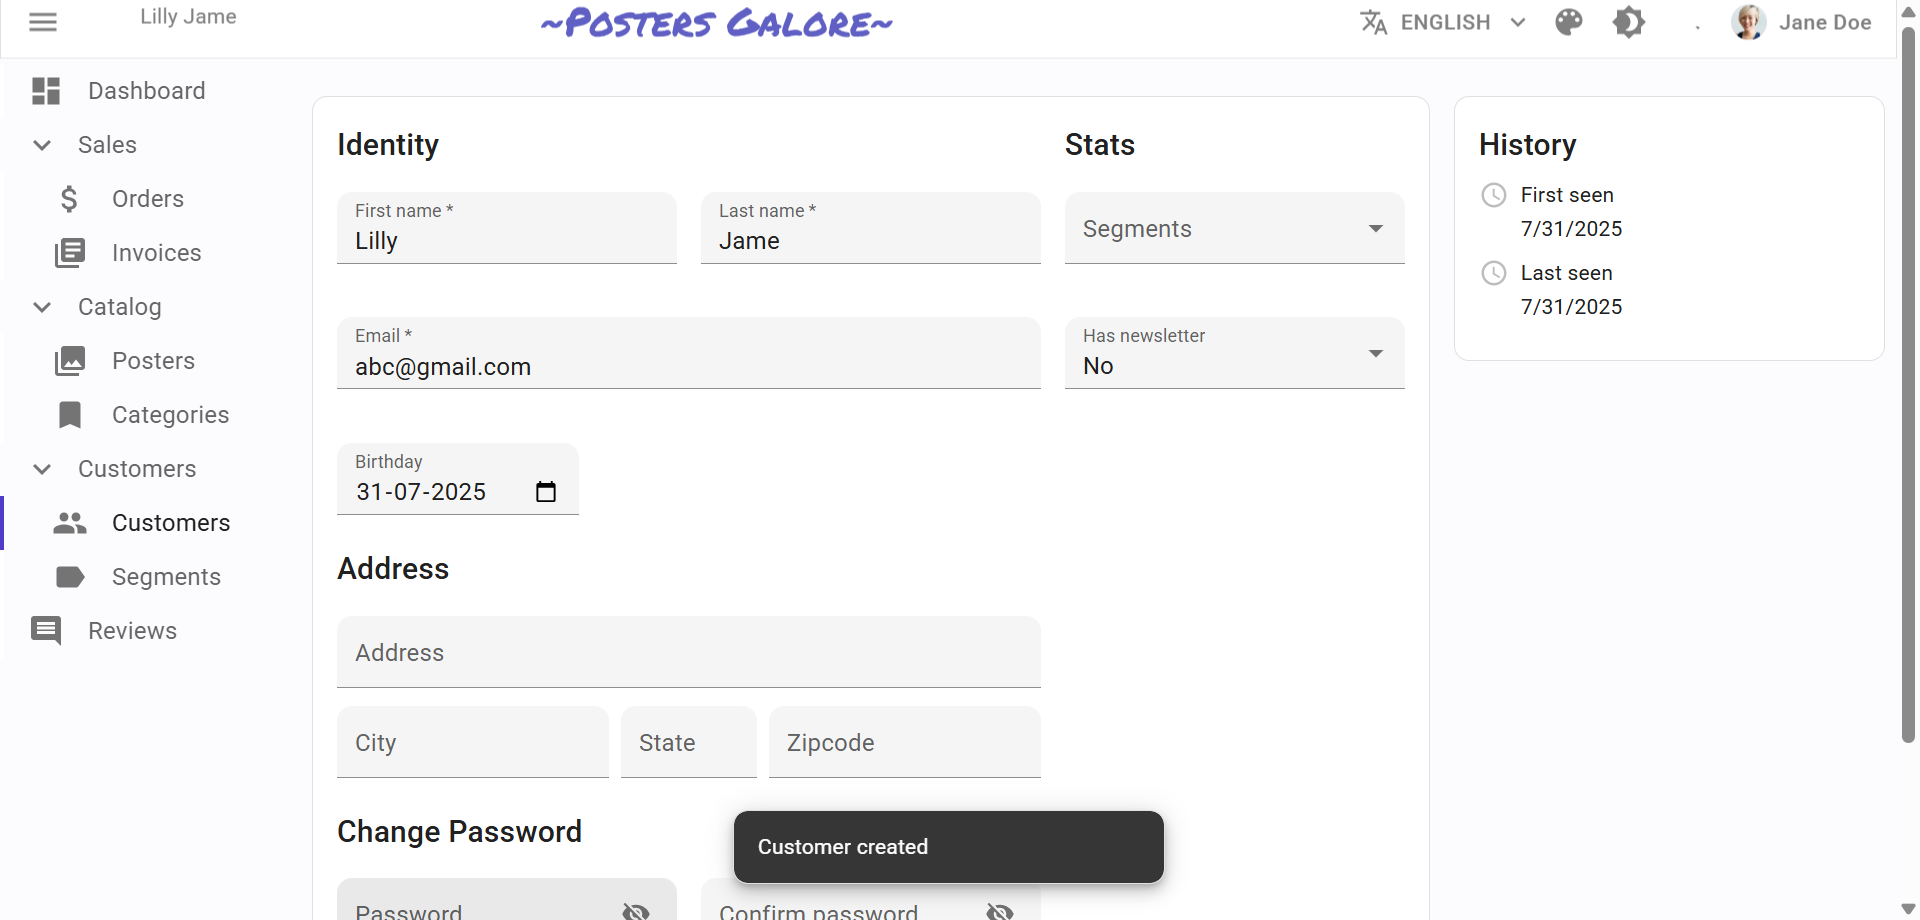 Lilly Jame
~Posters Galore~
ENGLISH
Jane Doe
Dashboard
Sales
Orders
Invoices
Catalog
Posters
Categories
Customers
Customers
Segments
Reviews
Identity
First name *
Lilly
Last name *
Jame
Email *
abc@gmail.com
Birthday
31-07-2025
Stats
Segments
Has newsletter
No
Address
Address
City
State
Zipcode
Change Password
Password
Confirm password
Customer created
History
First seen
7/31/2025
Last seen
7/31/2025